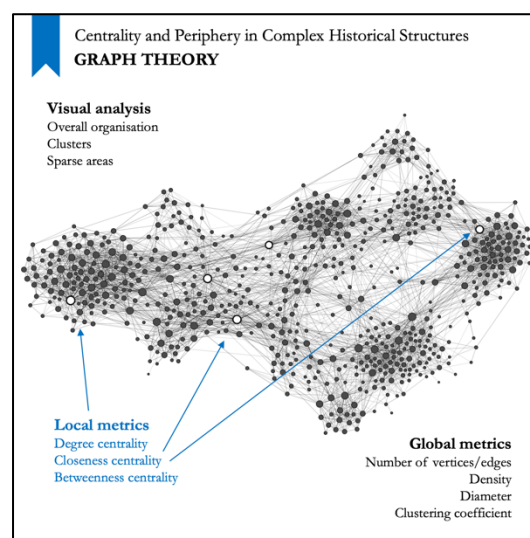 Centrality and Periphery in Complex Historical Structures
GRAPH THEORY
Visual analysis
Overall organisation
Clusters
Sparse areas
Local metrics
Degree centrality
Closeness centrality
Betweenness centrality
Global metrics
Number of vertices/edges
Density
Diameter
Clustering coefficient